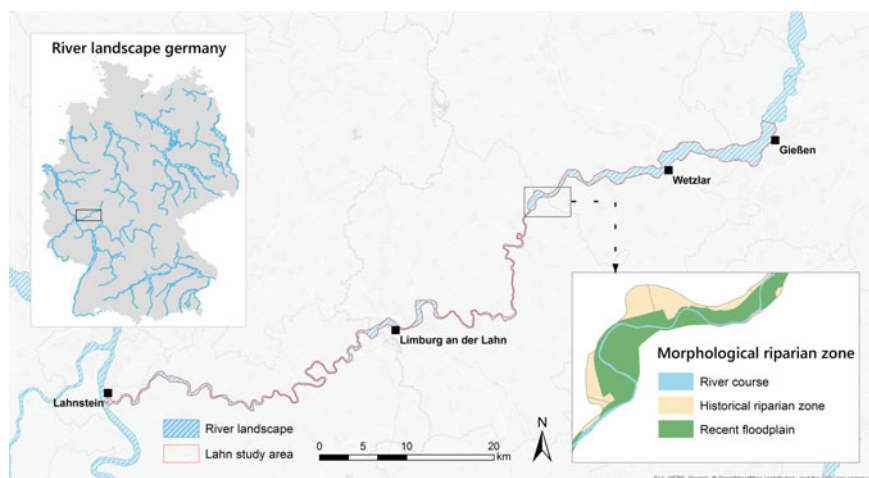 River landscape germany
Gießen
Wetzlar
Limburg an der Lahn
Lahnstein
River landscape
Lahn study area
0 10 20
km
N
Morphological riparian zone
River course
Historical riparian zone
Recent floodplain